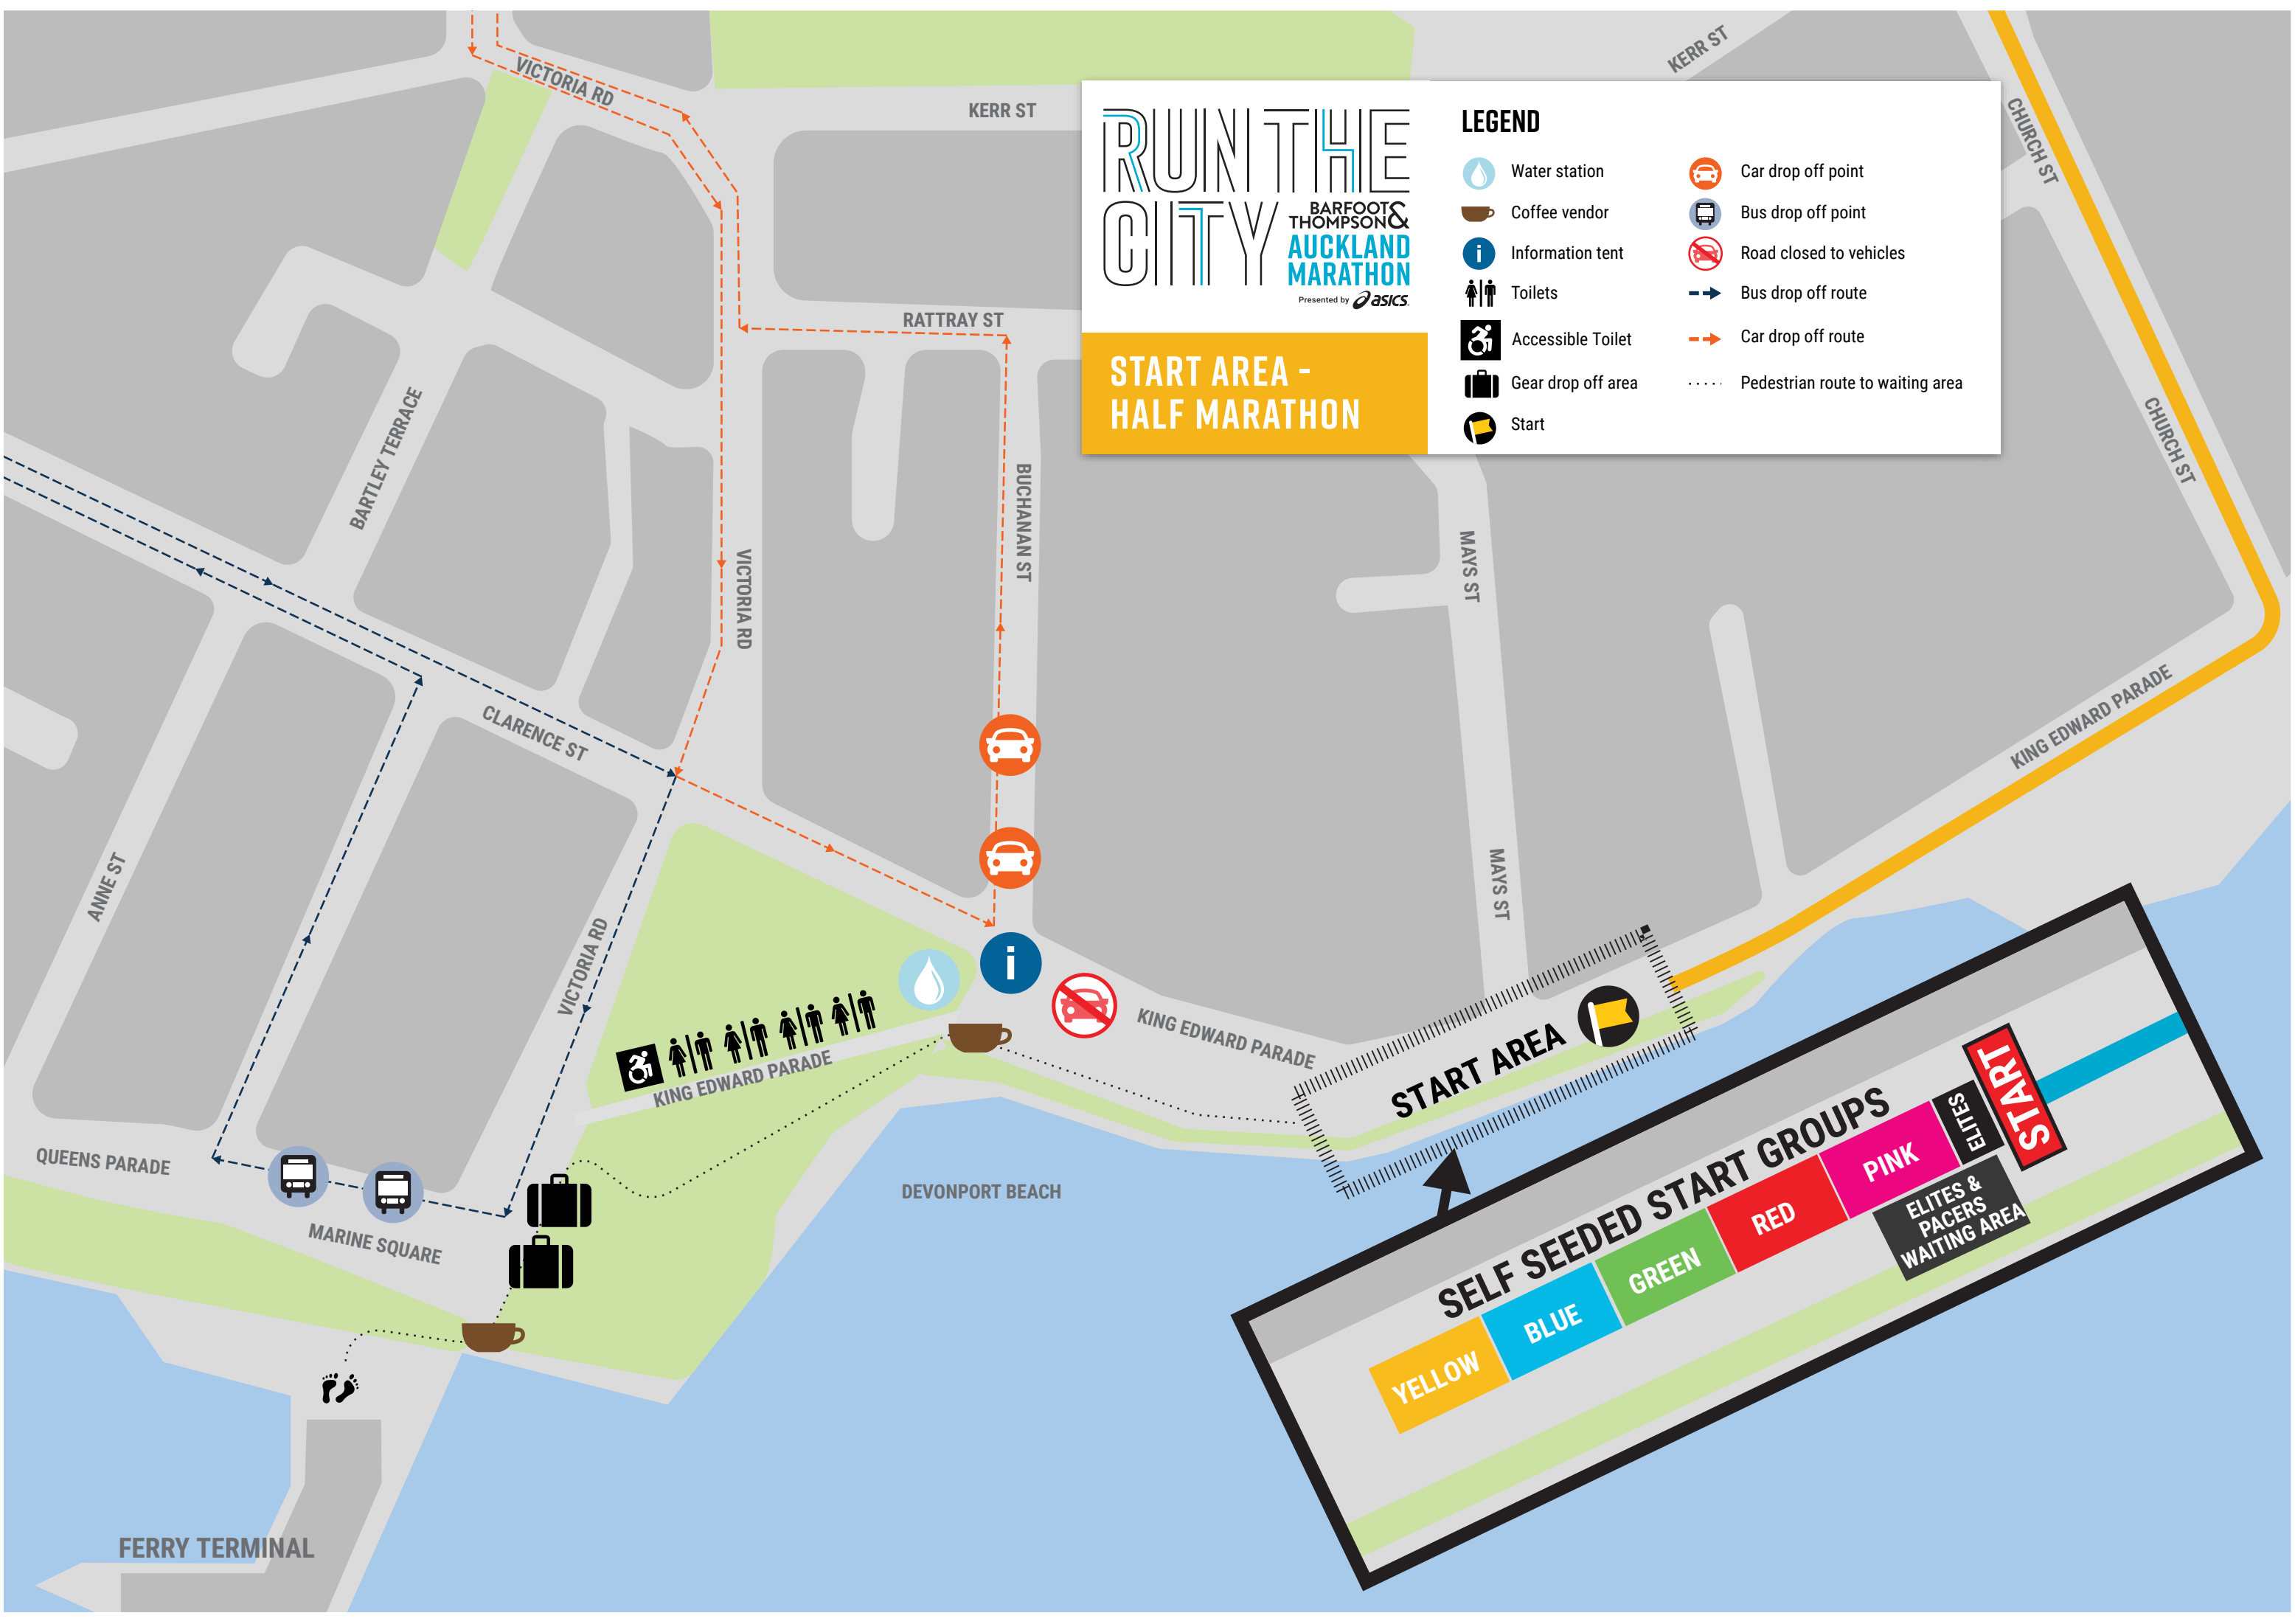 VICTORIA RD
KERR ST
KERR ST
CHURCH ST
RUN THE
CITY
BARFOOT &
THOMPSON
AUCKLAND
MARATHON
Presented by asics
START AREA -
HALF MARATHON
LEGEND
Water station
Coffee vendor
i
Information tent
Toilets
Accessible Toilet
Gear drop off area
Start
Car drop off point
Bus drop off point
Road closed to vehicles
Bus drop off route
Car drop off route
Pedestrian route to waiting area
RATTRAY ST
BARTLEY TERRACE
BUCHANAN ST
VICTORIA RD
MAYS ST
CHURCH ST
CLARENCE ST
KING EDWARD PARADE
ANNE ST
VICTORIA RD
MAYS ST
i
KING EDWARD PARADE
KING EDWARD PARADE
START AREA
QUEENS PARADE
MARINE SQUARE
DEVONPORT BEACH
FERRY TERMINAL
SELF SEEDED START GROUPS
YELLOW
BLUE
GREEN
RED
PINK
ELITES
START
ELITES &
PACERS
WAITING AREA